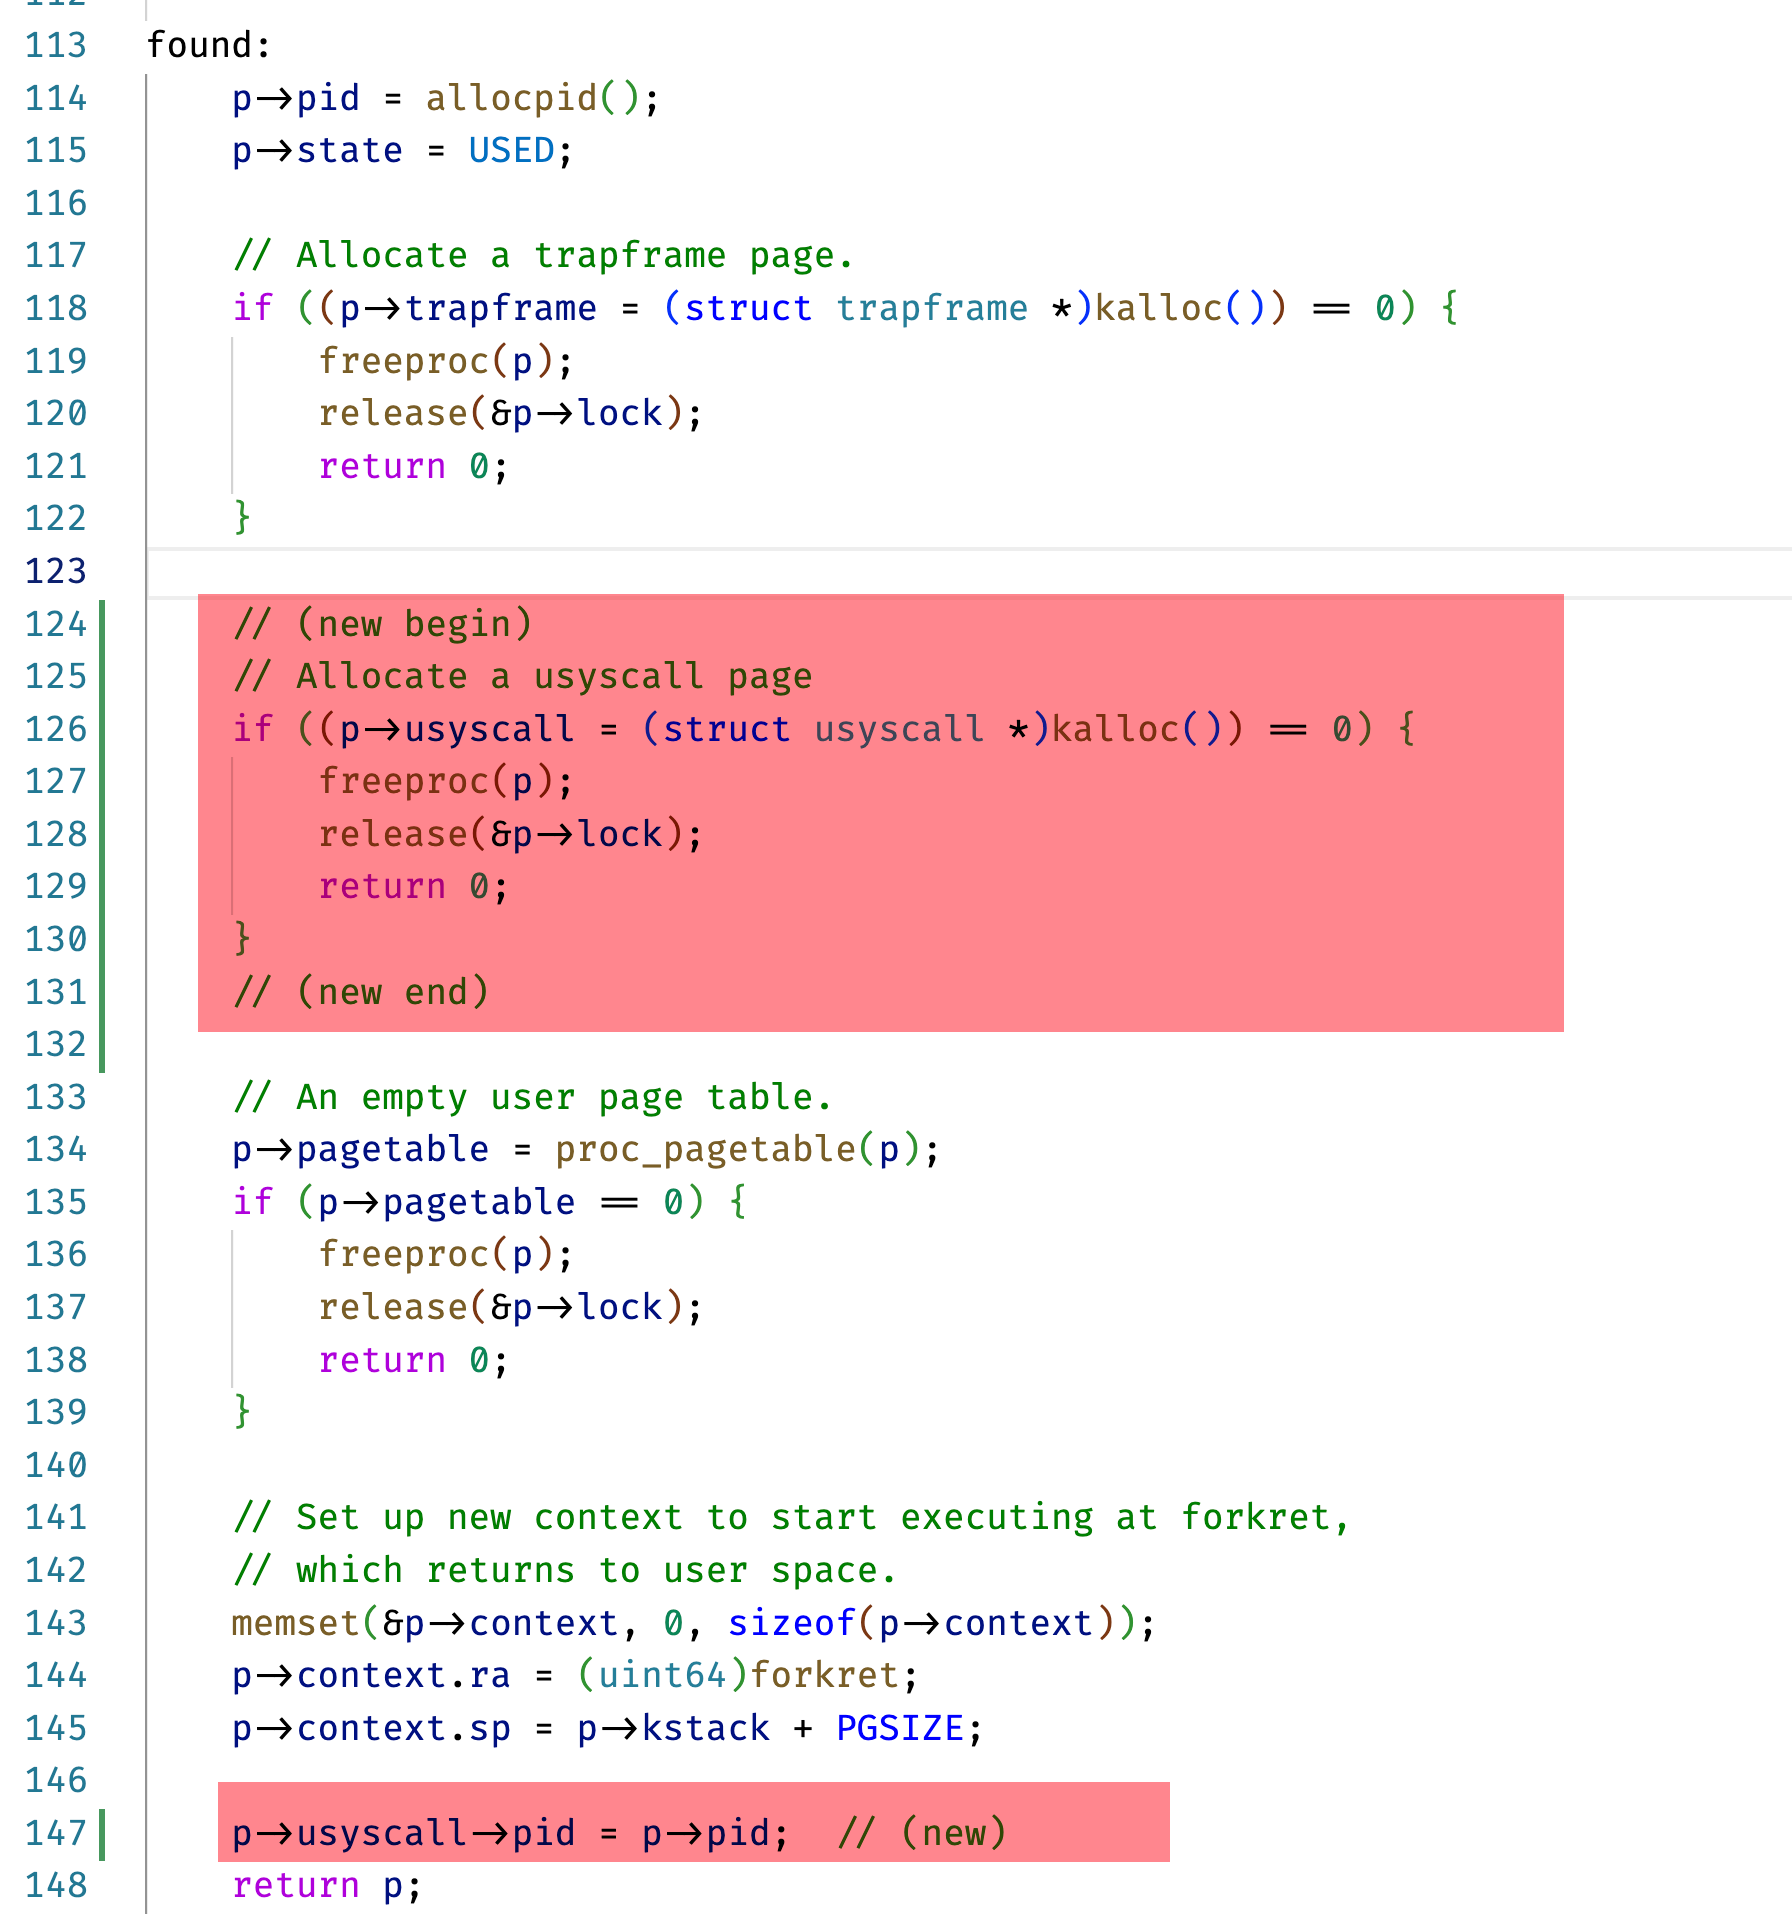 113 found:
114     p->pid = allocpid();
115     p->state = USED;
116
117     // Allocate a trapframe page.
118     if ((p->trapframe = (struct trapframe *)kalloc()) == 0) {
119         freeproc(p);
120         release(&p->lock);
121         return 0;
122     }
123
124     // (new begin)
125     // Allocate a usyscall page
126     if ((p->usyscall = (struct usyscall *)kalloc()) == 0) {
127         freeproc(p);
128         release(&p->lock);
129         return 0;
130     }
131     // (new end)
132
133     // An empty user page table.
134     p->pagetable = proc_pagetable(p);
135     if (p->pagetable == 0) {
136         freeproc(p);
137         release(&p->lock);
138         return 0;
139     }
140
141     // Set up new context to start executing at forkret,
142     // which returns to user space.
143     memset(&p->context, 0, sizeof(p->context));
144     p->context.ra = (uint64)forkret;
145     p->context.sp = p->kstack + PGSIZE;
146
147     p->usyscall->pid = p->pid;  // (new)
148     return p;